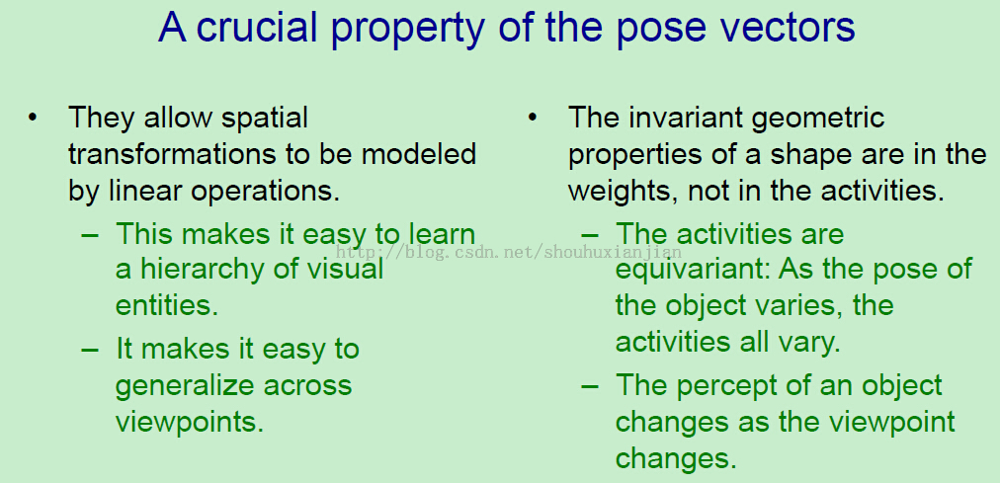 A crucial property of the pose vectors
• They allow spatial
transformations to be modeled
by linear operations.
– This makes it easy to learn
a hierarchy of visual
entities.
– It makes it easy to
generalize across
viewpoints.
• The invariant geometric
properties of a shape are in the
weights, not in the activities.
– The activities are
equivariant: As the pose of
the object varies, the
activities all vary.
– The percept of an object
changes as the viewpoint
changes.
http://blog.csdn.net/shouhuxianjian